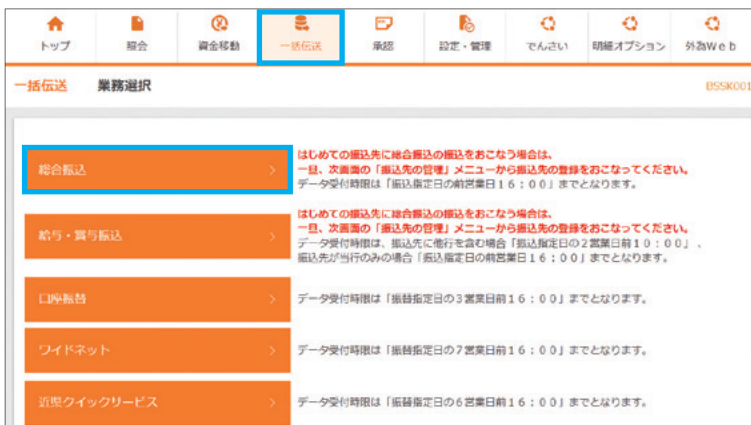 トップ 照会 資金移動 一括伝送 承認 設定・管理 でんさい 明細オプション 外為Ｗｅｂ
一括伝送 業務選択 BSSK001
総合振込
はじめての振込先に総合振込の振込をおこなう場合は、
一旦、次画面の「振込先の管理」メニューから振込先の登録をおこなってください。
データ受付時限は「振込指定日の前営業日１６：００」までとなります。
給与・賞与振込
はじめての振込先に総合振込の振込をおこなう場合は、
一旦、次画面の「振込先の管理」メニューから振込先の登録をおこなってください。
データ受付時限は、振込先に他行を含む場合「振込指定日の２営業日前１０：００」、
振込先が当行のみの場合「振込指定日の前営業日１６：００」までとなります。
口座振替
データ受付時限は「振替指定日の３営業日前１６：００」までとなります。
ワイドネット
データ受付時限は「振替指定日の７営業日前１６：００」までとなります。
近県クイックサービス
データ受付時限は「振替指定日の６営業日前１６：００」までとなります。